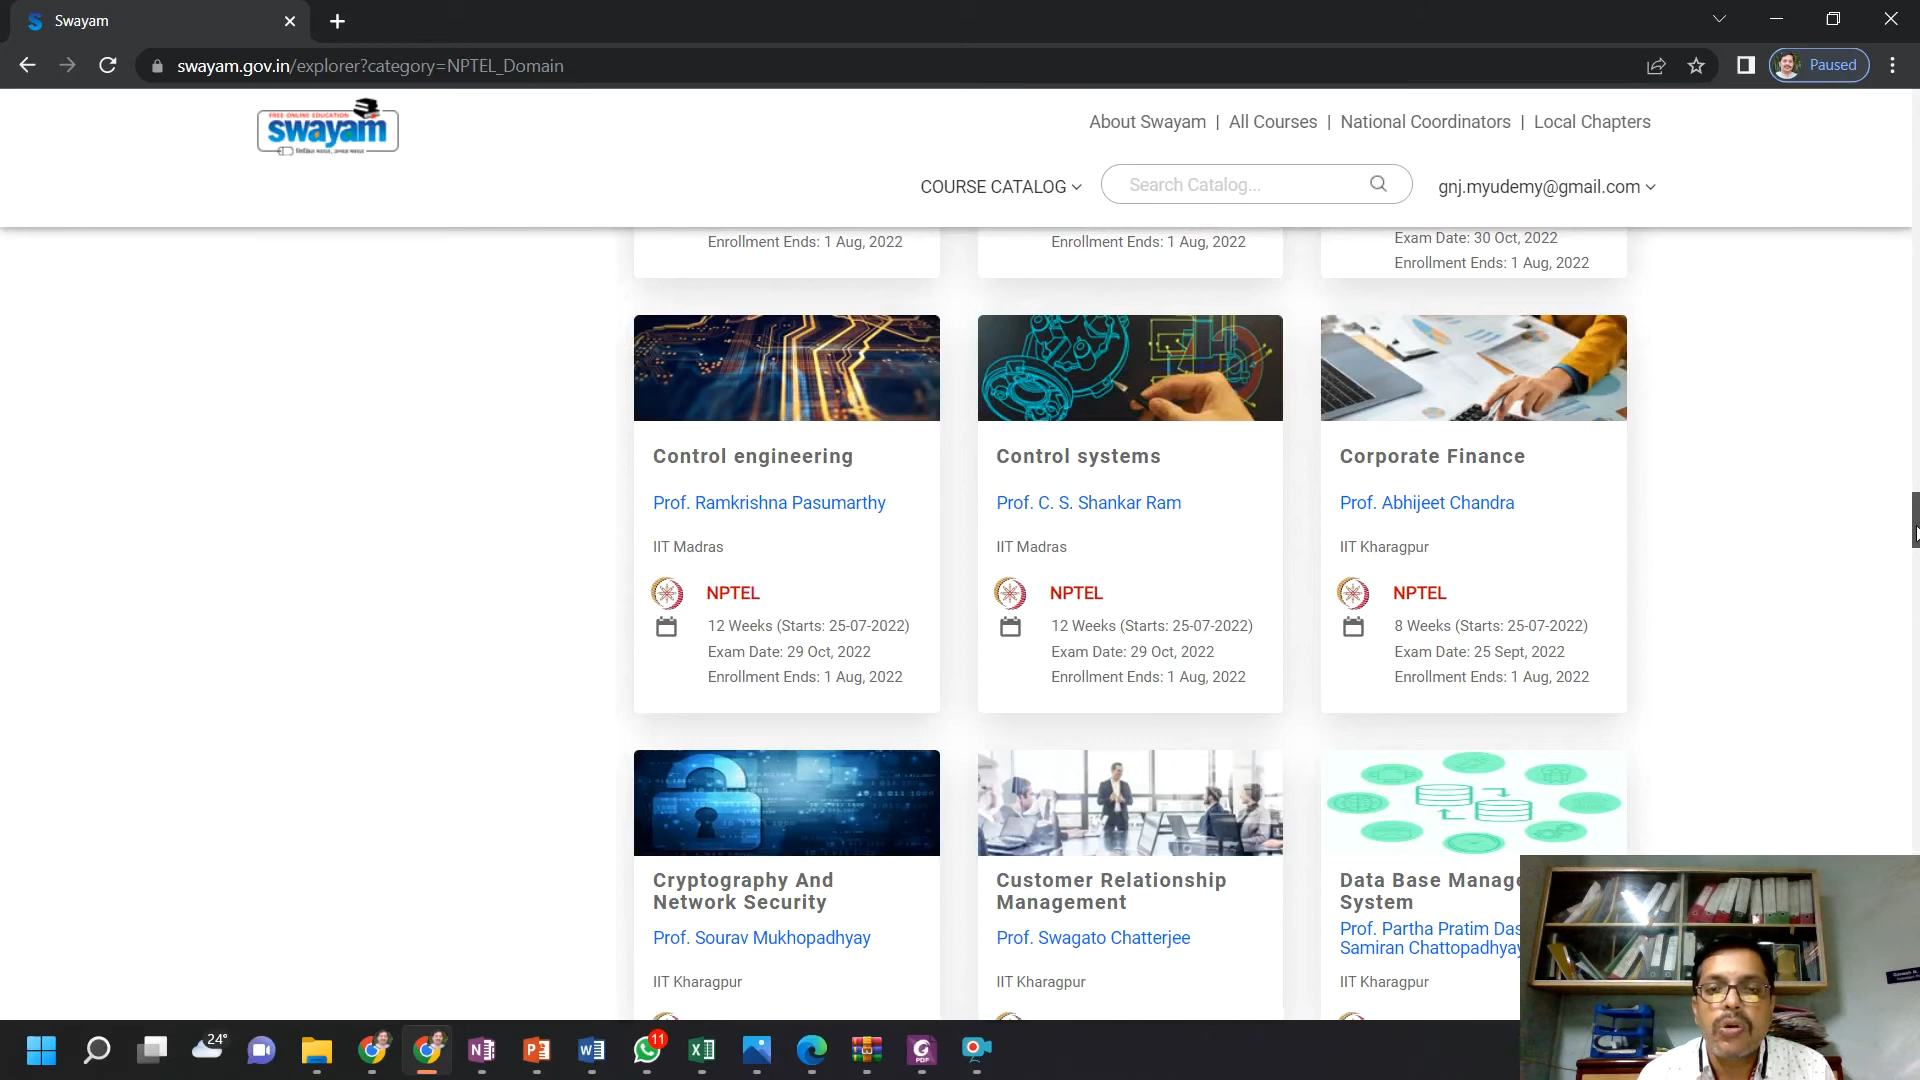 Swayam
swayam.gov.in/explorer?category=NPTEL_Domain
Paused
FREE ONLINE EDUCATION
swayam
About Swayam | All Courses | National Coordinators | Local Chapters
COURSE CATALOG
Search Catalog...
gnj.myudemy@gmail.com
Enrollment Ends: 1 Aug, 2022
Enrollment Ends: 1 Aug, 2022
Exam Date: 30 Oct, 2022
Enrollment Ends: 1 Aug, 2022
Control engineering
Prof. Ramkrishna Pasumarthy
IIT Madras
NPTEL
12 Weeks (Starts: 25-07-2022)
Exam Date: 29 Oct, 2022
Enrollment Ends: 1 Aug, 2022
Control systems
Prof. C. S. Shankar Ram
IIT Madras
NPTEL
12 Weeks (Starts: 25-07-2022)
Exam Date: 29 Oct, 2022
Enrollment Ends: 1 Aug, 2022
Corporate Finance
Prof. Abhijeet Chandra
IIT Kharagpur
NPTEL
8 Weeks (Starts: 25-07-2022)
Exam Date: 25 Sept, 2022
Enrollment Ends: 1 Aug, 2022
Cryptography And
Network Security
Prof. Sourav Mukhopadhyay
IIT Kharagpur
Customer Relationship
Management
Prof. Swagato Chatterjee
IIT Kharagpur
Data Base Manage
System
Prof. Partha Pratim Das
Samiran Chattopadhyay
IIT Kharagpur
24°
11